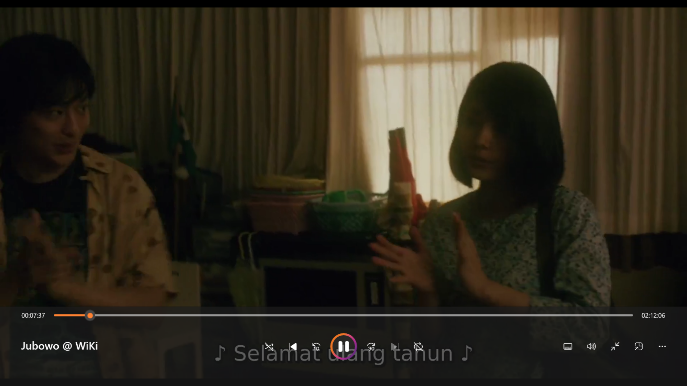 00:07:37
02:12:06
Jubowo @ WiKi
♪ Selamat ulang tahun ♪